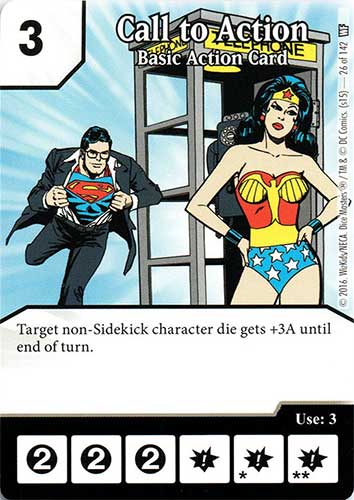 3
Call to Action
TELEPHONE
Basic Action Card
Target non-Sidekick character die gets +3A until
end of turn.
Use: 3
2 2 2 ! ! !
* **
© 2016. WizKids/NECA. Dice Masters ® / TM & © DC Comics. (s15) — 26 of 142